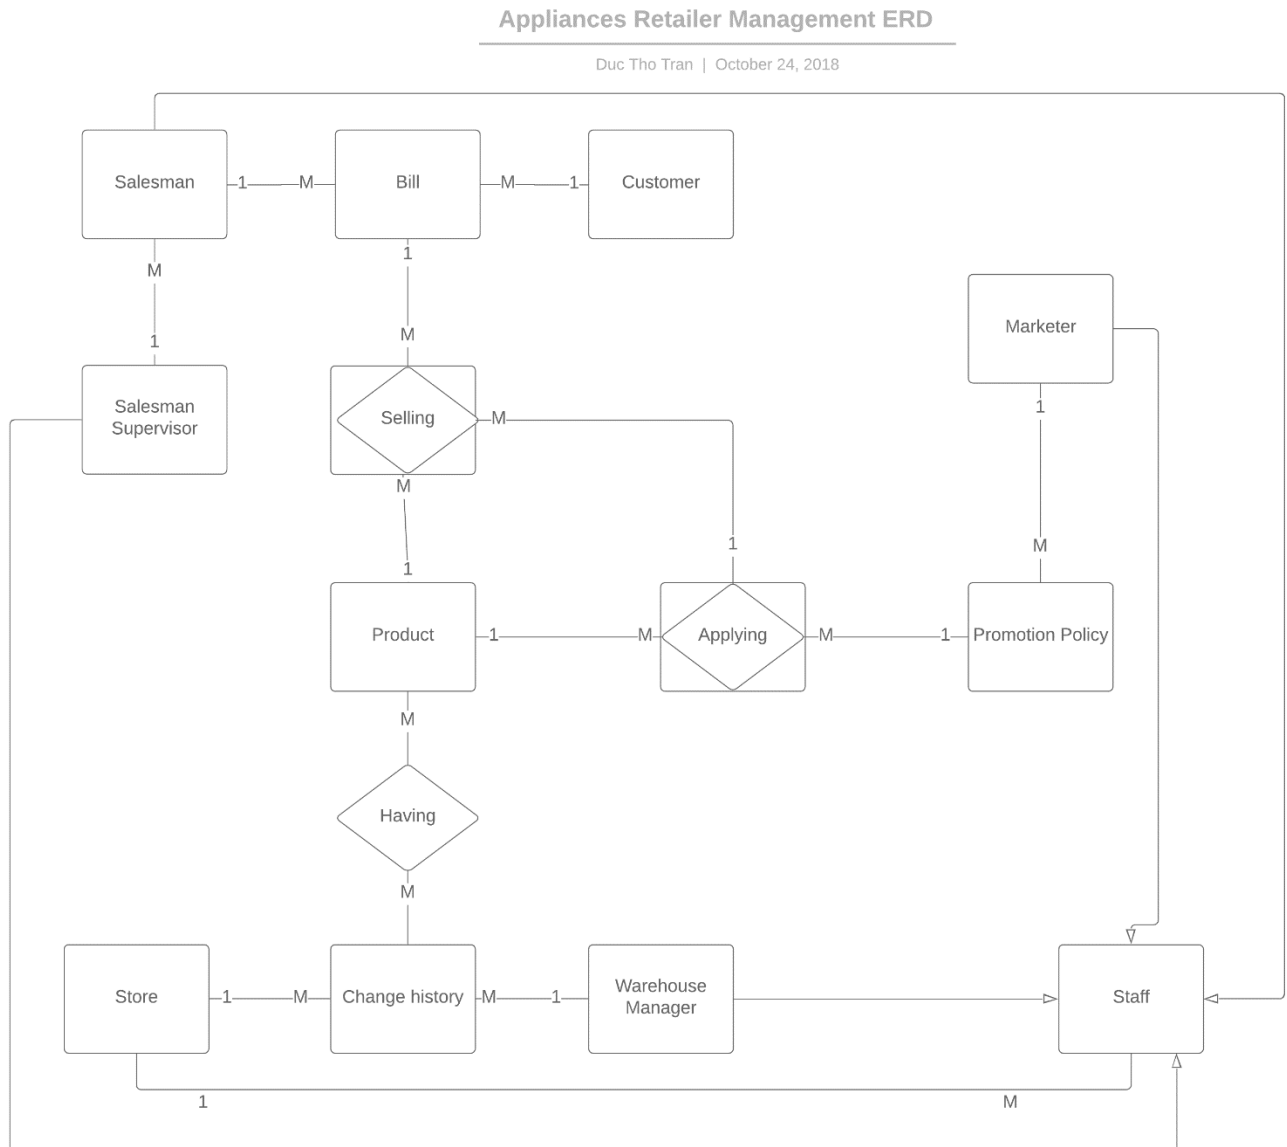 Appliances Retailer Management ERD
Duc Tho Tran | October 24, 2018
Salesman
1
M
Bill
M
1
Customer
M
1
1
M
Marketer
1
M
Salesman
Supervisor
Selling
M
M
1
1
M
Product
1
M
Applying
M
1
Promotion Policy
M
Having
M
Store
1
M
Change history
M
1
Warehouse
Manager
Staff
1
M